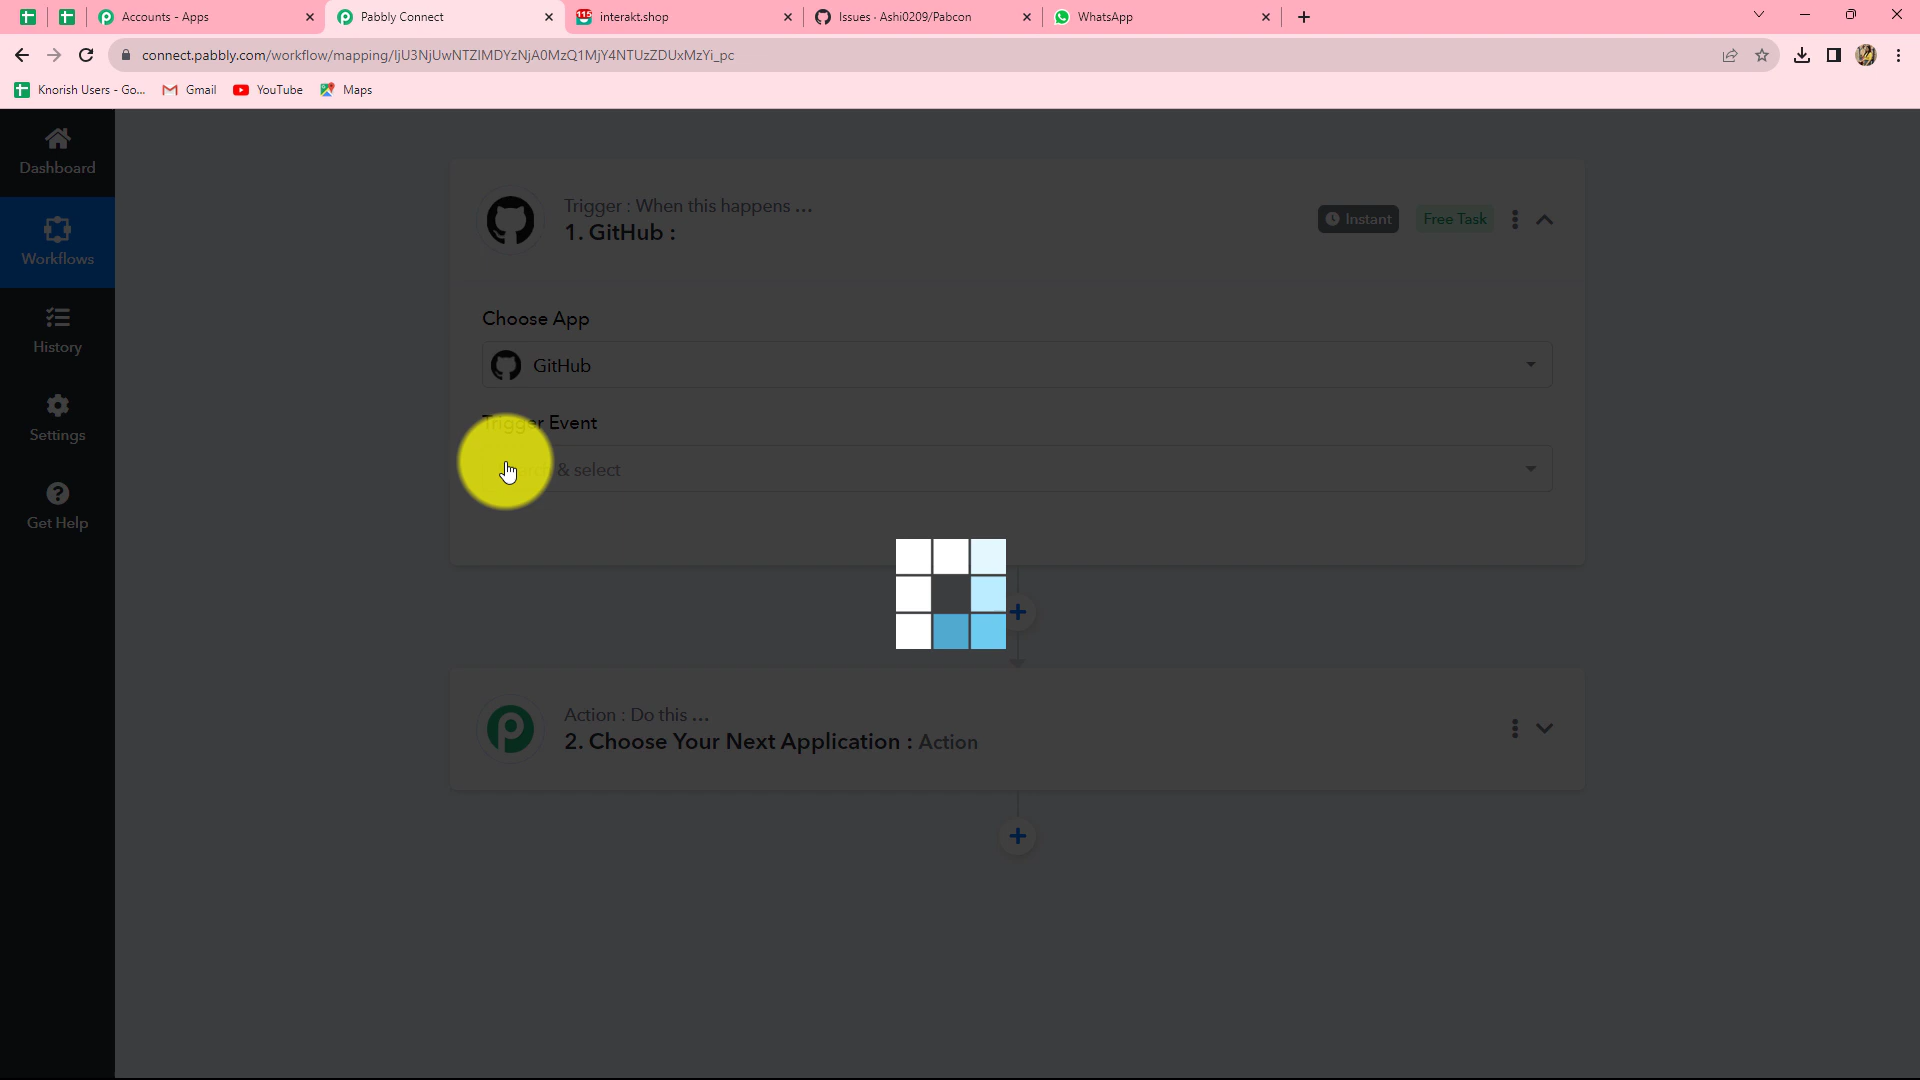 Accounts - Apps
Pabbly Connect
interakt.shop
Issues · Ashi0209/Pabcon
WhatsApp
connect.pabbly.com/workflow/mapping/IjU3NjUwNTZlMDYzNjA0MzQ1MjY4NTUzZDUxMzYi_pc
Knorish Users - Go...
Gmail
YouTube
Maps
Dashboard
Workflows
History
Settings
Get Help
Trigger : When this happens ...
1. GitHub :
Instant
Free Task
Choose App
GitHub
Trigger Event
& select
Action : Do this ...
2. Choose Your Next Application : Action